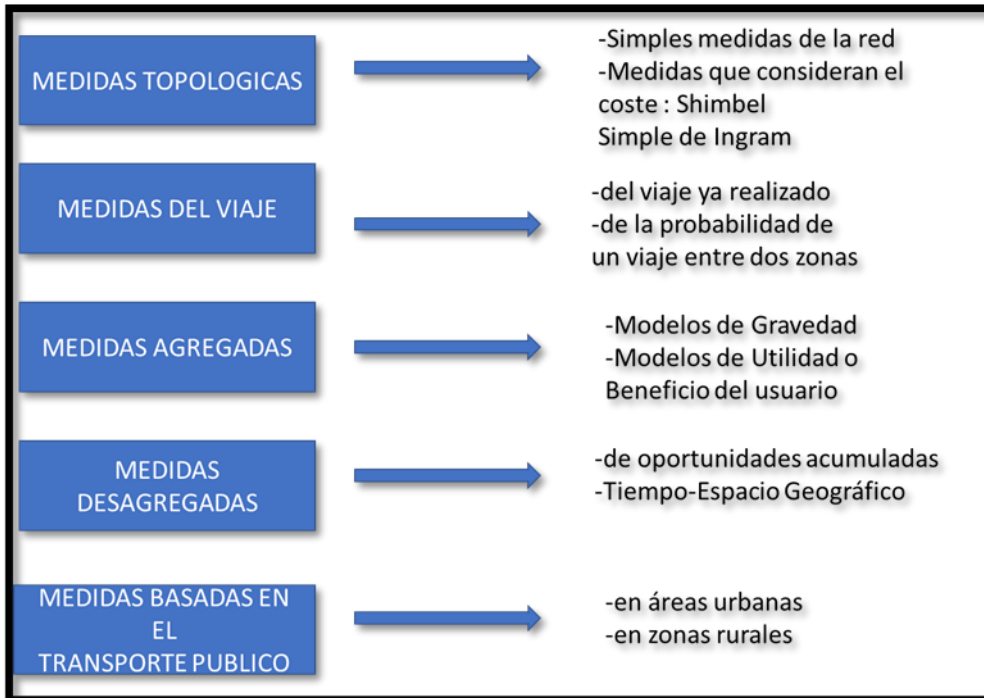 MEDIDAS TOPOLOGICAS
-Simples medidas de la red
-Medidas que consideran el
coste : Shimbel
Simple de Ingram
MEDIDAS DEL VIAJE
-del viaje ya realizado
-de la probabilidad de
un viaje entre dos zonas
MEDIDAS AGREGADAS
-Modelos de Gravedad
-Modelos de Utilidad o
Beneficio del usuario
MEDIDAS
DESAGREGADAS
-de oportunidades acumuladas
-Tiempo-Espacio Geográfico
MEDIDAS BASADAS EN
EL
TRANSPORTE PUBLICO
-en áreas urbanas
-en zonas rurales